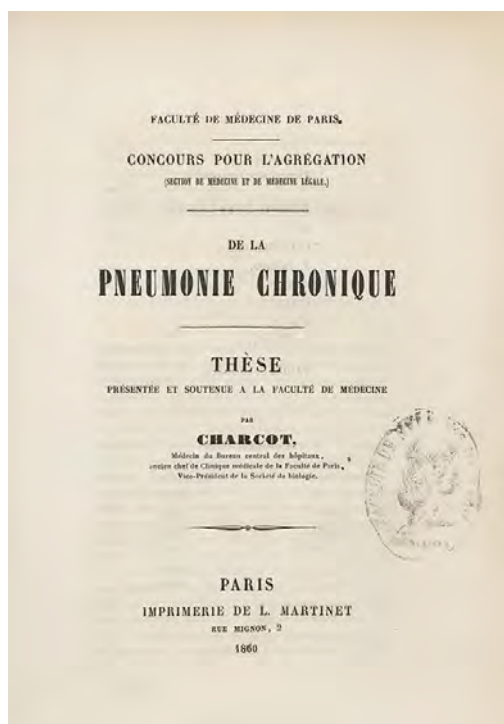 FACULTÉ DE MÉDECINE DE PARIS.
CONCOURS POUR L'AGRÉGATION
(SECTION DE MÉDECINE ET DE MÉDECINE LÉGALE.)
DE LA
PNEUMONIE CHRONIQUE
THÈSE
PRÉSENTÉE ET SOUTENUE A LA FACULTÉ DE MÉDECINE
PAR
CHARCOT,
Médecin du Bureau central des hôpitaux,
ancien chef de Clinique médicale de la Faculté de Paris,
Vice-Président de la Société de biologie.
PARIS
IMPRIMERIE DE L. MARTINET
RUE MIGNON, 2
1860